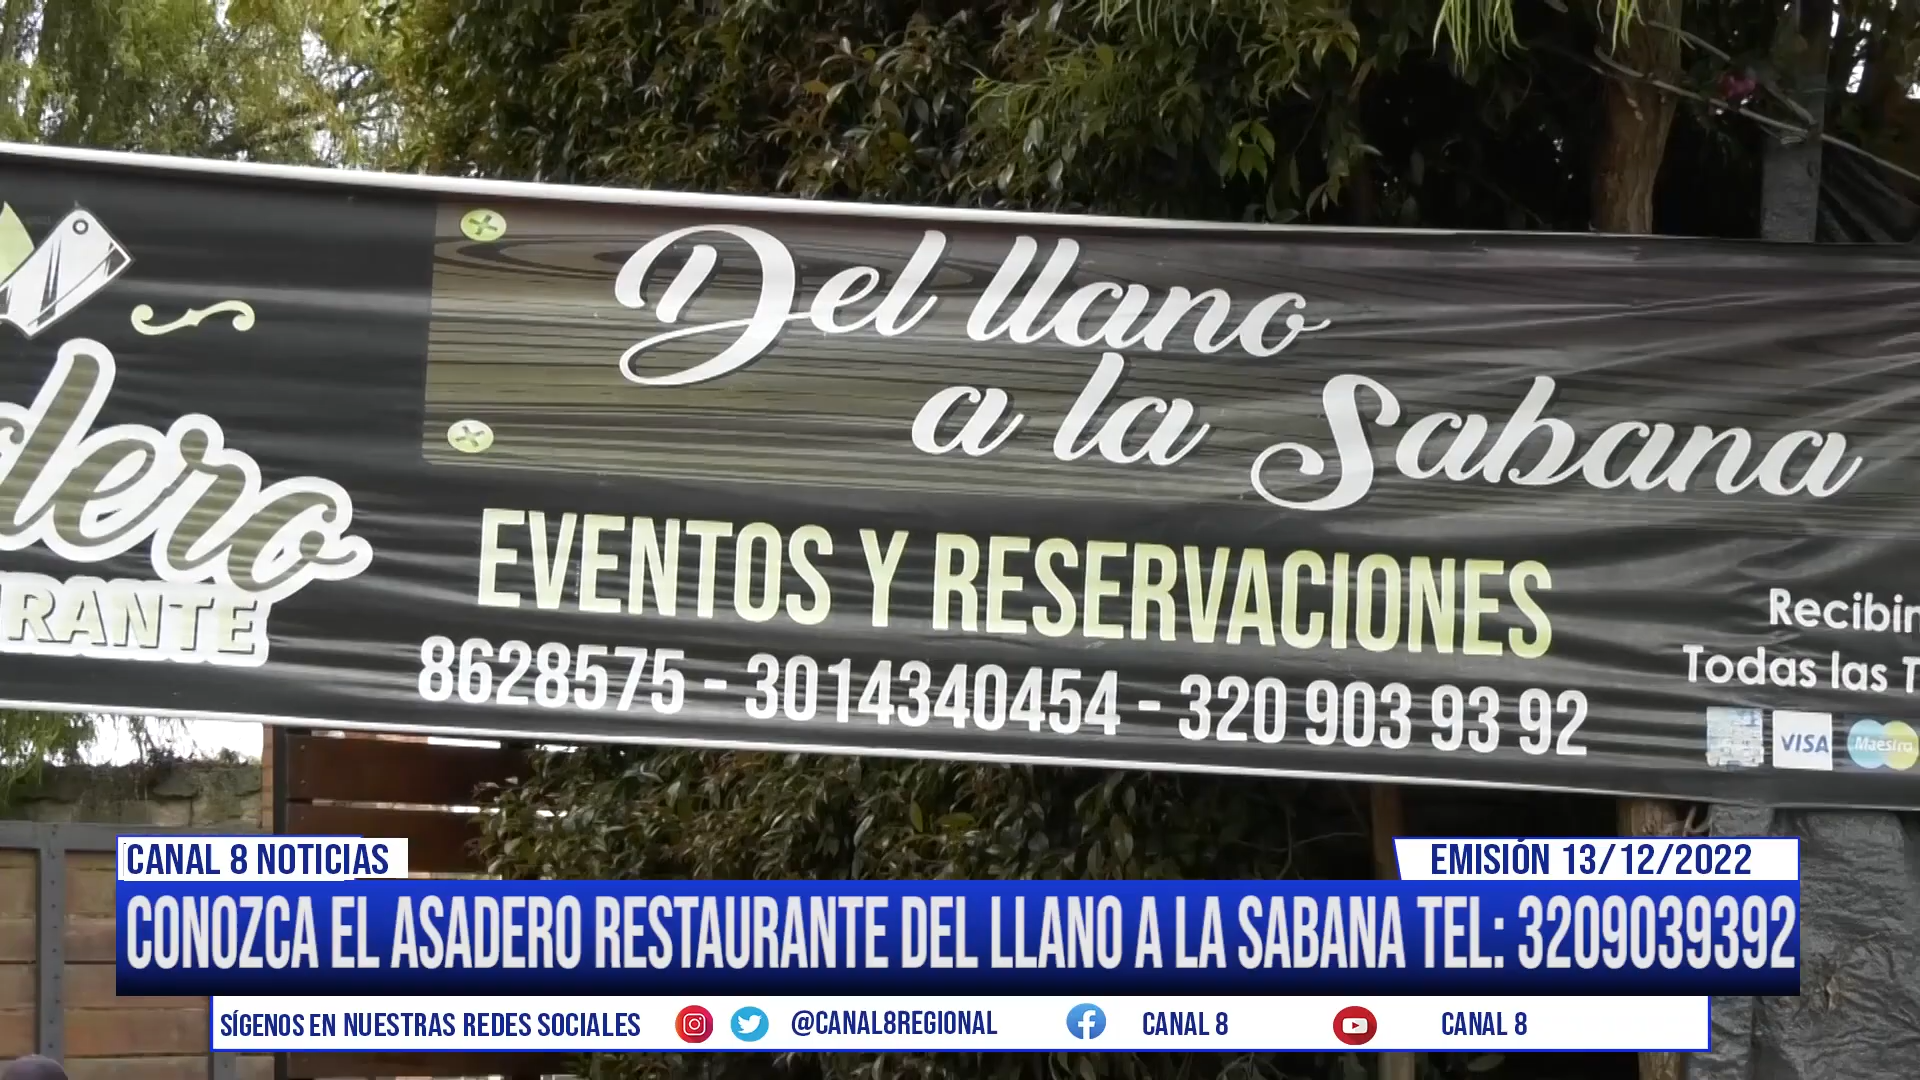 Del llano
a la Sabana
dero
RANTE
EVENTOS Y RESERVACIONES
8628575 - 3014340454 - 320 903 93 92
Recibin
Todas las T
VISA
Maestro
CANAL 8 NOTICIAS
EMISIÓN 13/12/2022
CONOZCA EL ASADERO RESTAURANTE DEL LLANO A LA SABANA TEL: 3209039392
SÍGENOS EN NUESTRAS REDES SOCIALES @CANAL8REGIONAL CANAL 8 CANAL 8